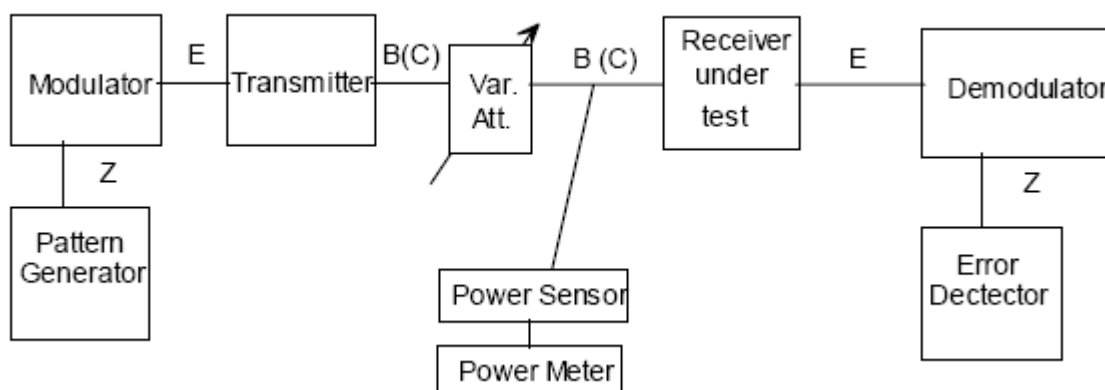 Modulator
E
Transmitter
B(C)
Var.
Att.
B (C)
Receiver
under
test
E
Demodulator
Z
Pattern
Generator
Z
Error
Dectector
Power Sensor
Power Meter